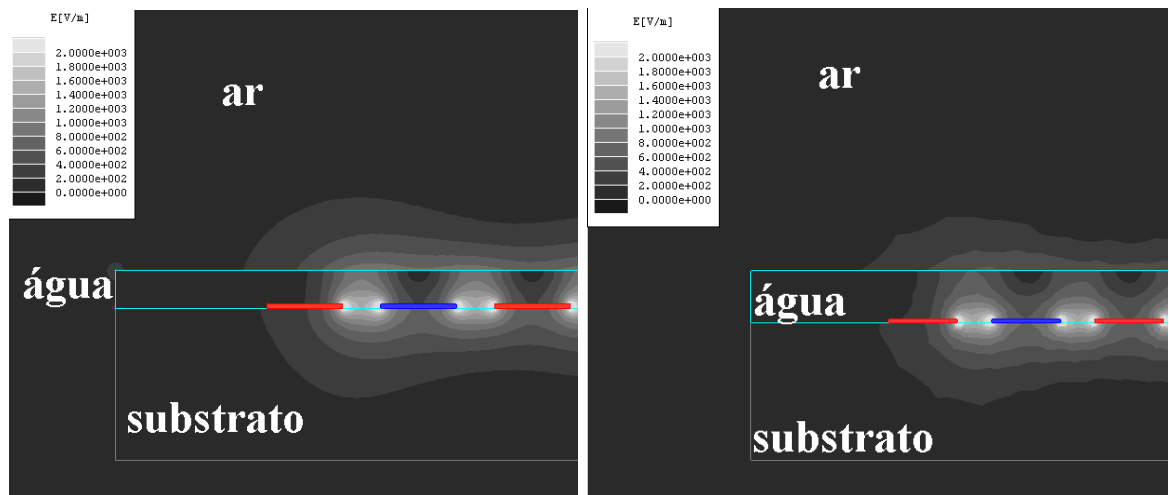 E[V/m]
2.0000e+003
1.8000e+003
1.6000e+003
1.4000e+003
1.2000e+003
1.0000e+003
8.0000e+002
6.0000e+002
4.0000e+002
2.0000e+002
0.0000e+000
ar
água
substrato
E[V/m]
2.0000e+003
1.8000e+003
1.6000e+003
1.4000e+003
1.2000e+003
1.0000e+003
8.0000e+002
6.0000e+002
4.0000e+002
2.0000e+002
0.0000e+000
ar
água
substrato